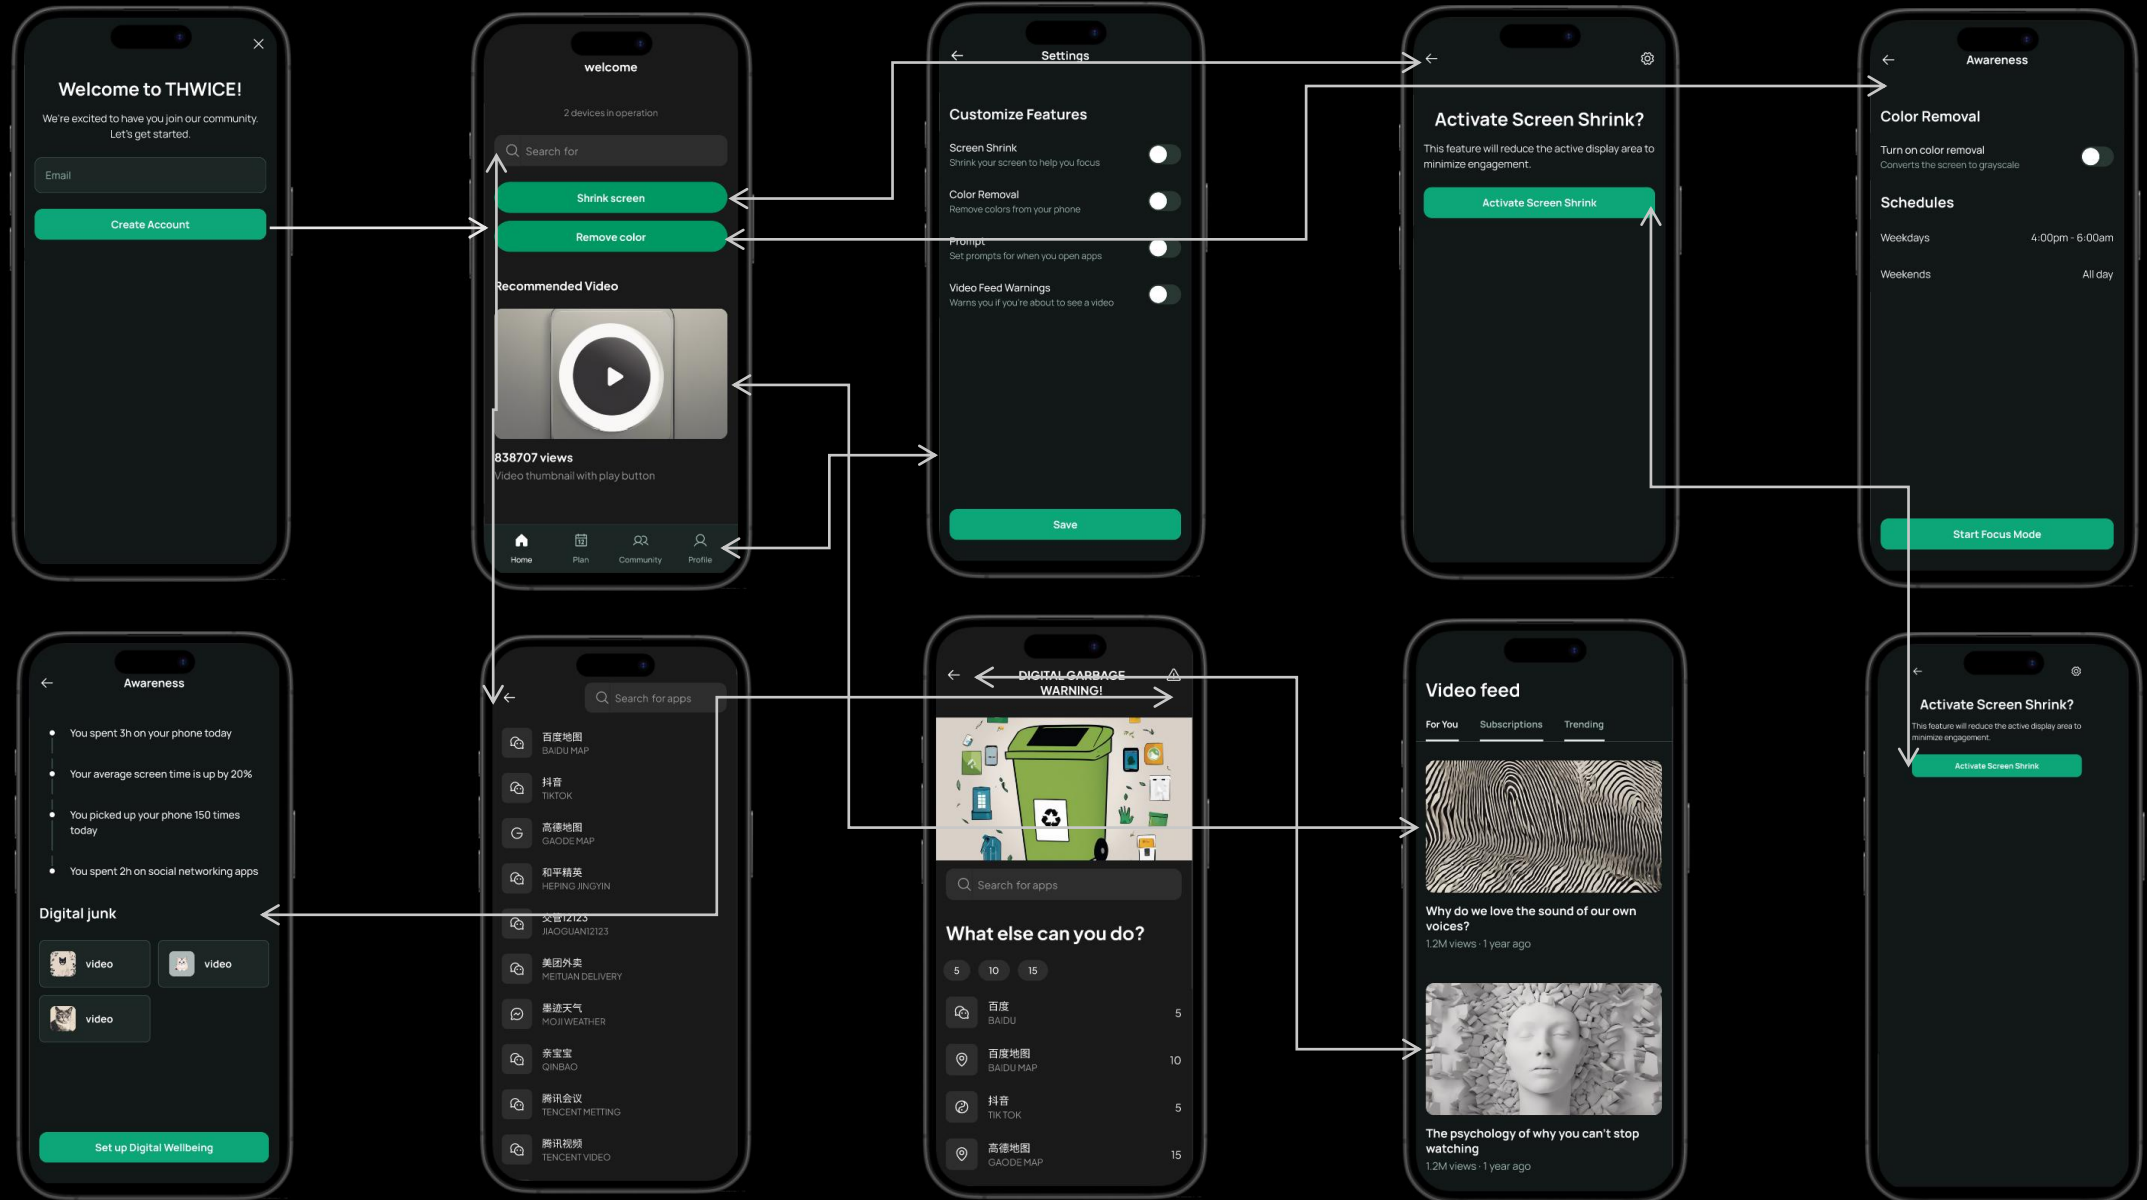 Welcome to THWICE!
We're excited to have you join our community.
Let's get started.
Email
Create Account
welcome
2 devices in operation
Search for
Shrink screen
Remove color
Recommended Video
838707 views
Video thumbnail with play button
12
Home
Plan
Community
Profile
Settings
Customize Features
Screen Shrink
Shrink your screen to help you focus
Color Removal
Remove colors from your phone
Prompt
Set prompts for when you open apps
Video Feed Warnings
Warns you if you're about to see a video
Save
Activate Screen Shrink?
This feature will reduce the active display area to
minimize engagement.
Activate Screen Shrink
Awareness
Color Removal
Turn on color removal
Converts the screen to grayscale
Schedules
Weekdays
4:00pm - 6:00am
Weekends
All day
Start Focus Mode
Awareness
You spent 3h on your phone today
Your average screen time is up by 20%
You picked up your phone 150 times
today
You spent 2h on social networking apps
Digital junk
video
video
video
Set up Digital Wellbeing
Search for apps
百度地图
BAIDU MAP
抖音
TIKTOK
高德地图
GAODE MAP
和平精英
HEPING JINGYIN
交管12123
JIAOGUAN12123
美团外卖
MEITUAN DELIVERY
墨迹天气
MOJI WEATHER
亲宝宝
QINBAO
腾讯会议
TENCENT METTING
腾讯视频
TENCENT VIDEO
DIGITAL GARBAGE
WARNING!
Search for apps
What else can you do?
5
10
15
百度
BAIDU
5
百度地图
BAIDU MAP
10
抖音
TIKTOK
5
高德地图
GAODE MAP
15
Video feed
For You
Subscriptions
Trending
Why do we love the sound of our own
voices?
1.2M views · 1 year ago
The psychology of why you can't stop
watching
1.2M views · 1 year ago
Activate Screen Shrink?
This feature will reduce the active display area to
minimize engagement.
Activate Screen Shrink